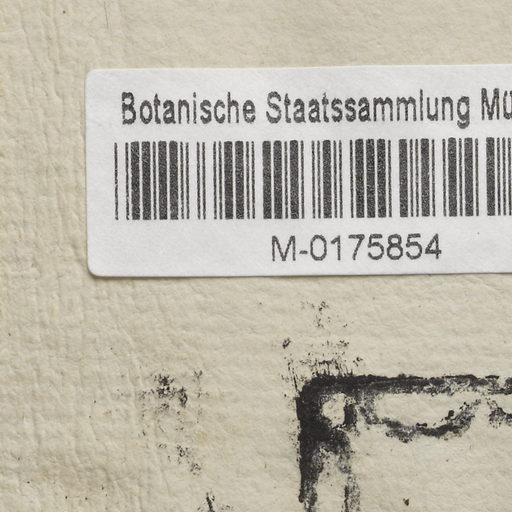 Botanische Staatssammlung Mü
M-0175854